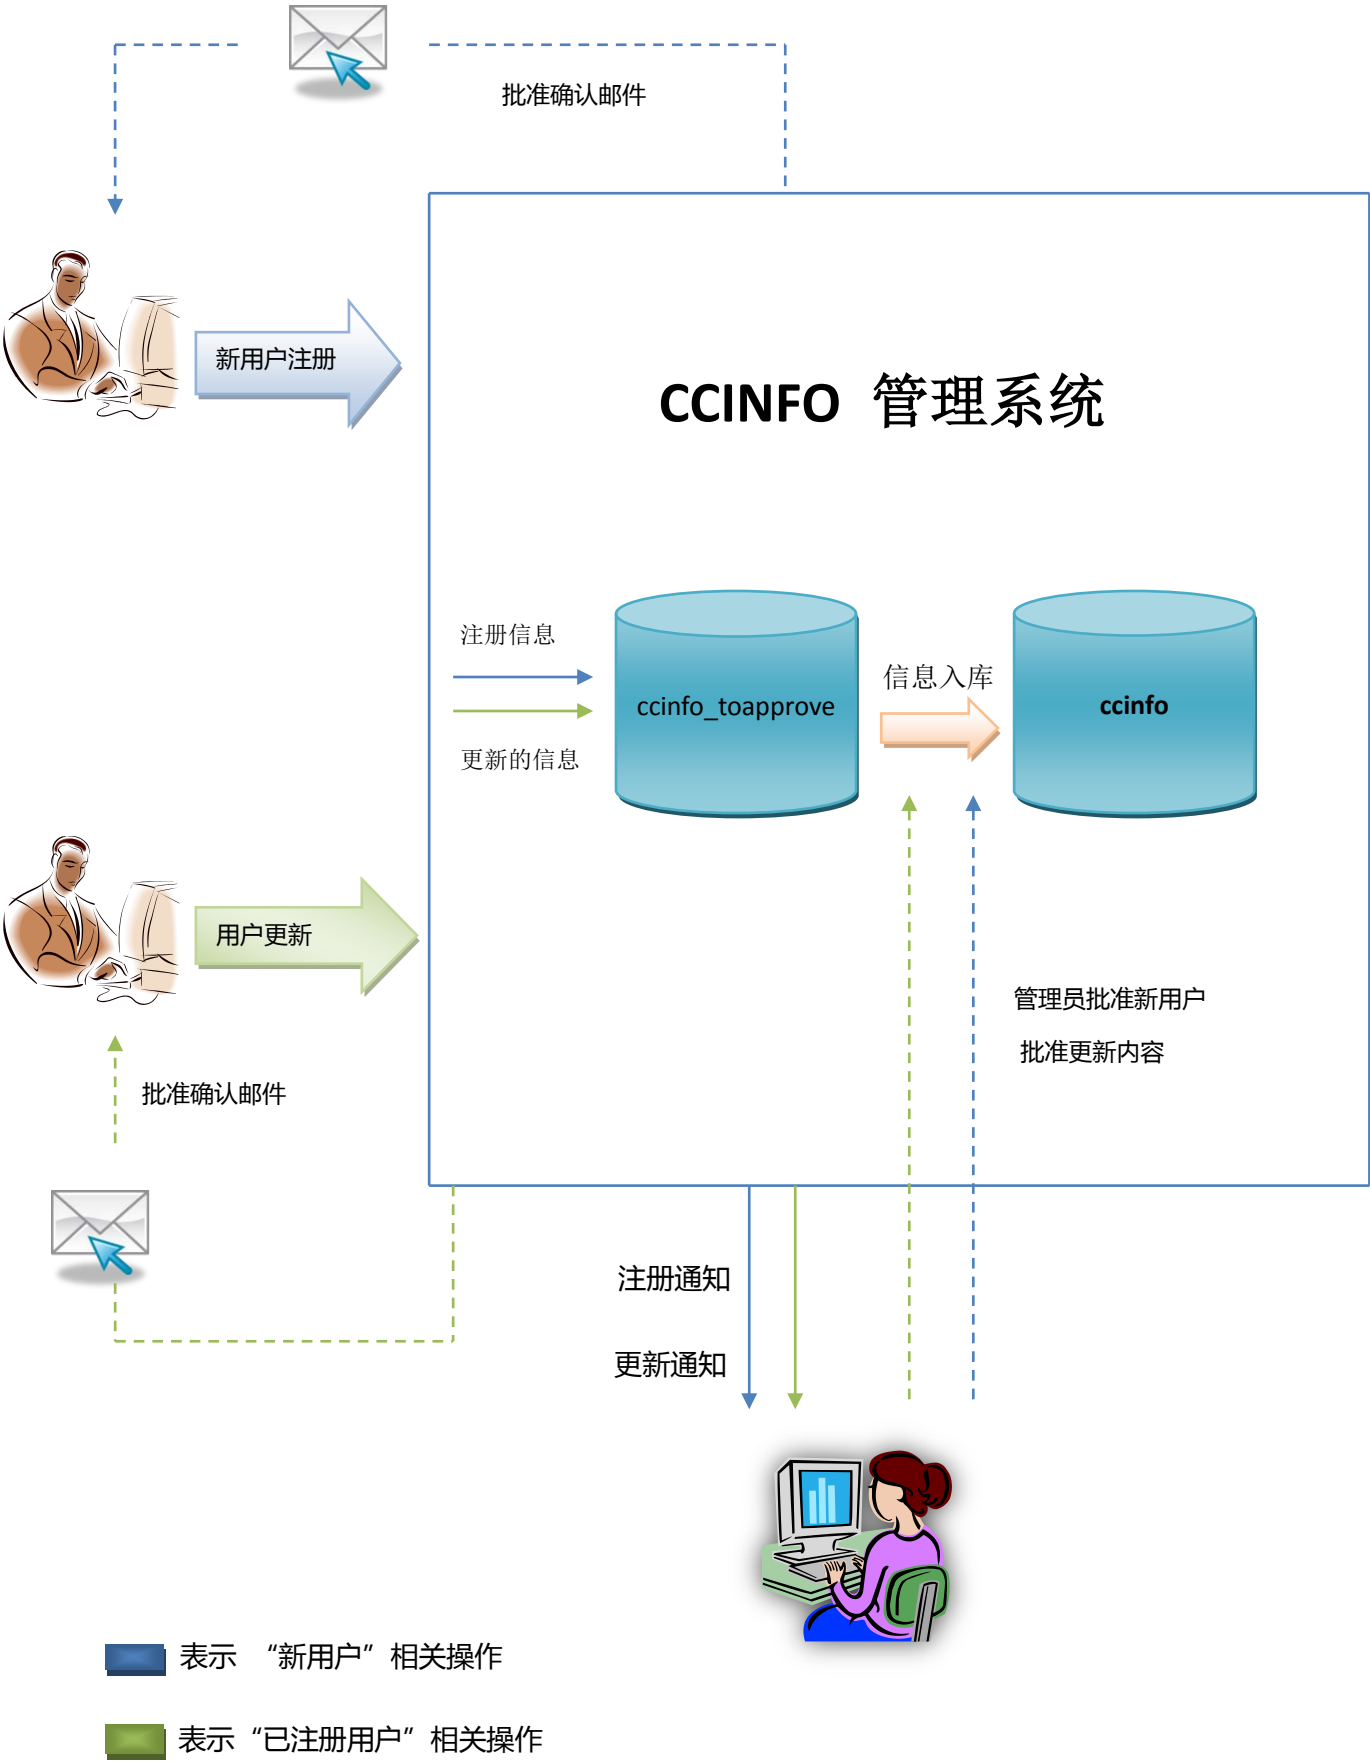 批准确认邮件
新用户注册
CCINFO 管理系统
注册信息
ccinfo_toapprove
信息入库
ccinfo
更新的信息
用户更新
管理员批准新用户
批准更新内容
批准确认邮件
注册通知
更新通知
表示 “新用户”相关操作
表示“已注册用户”相关操作